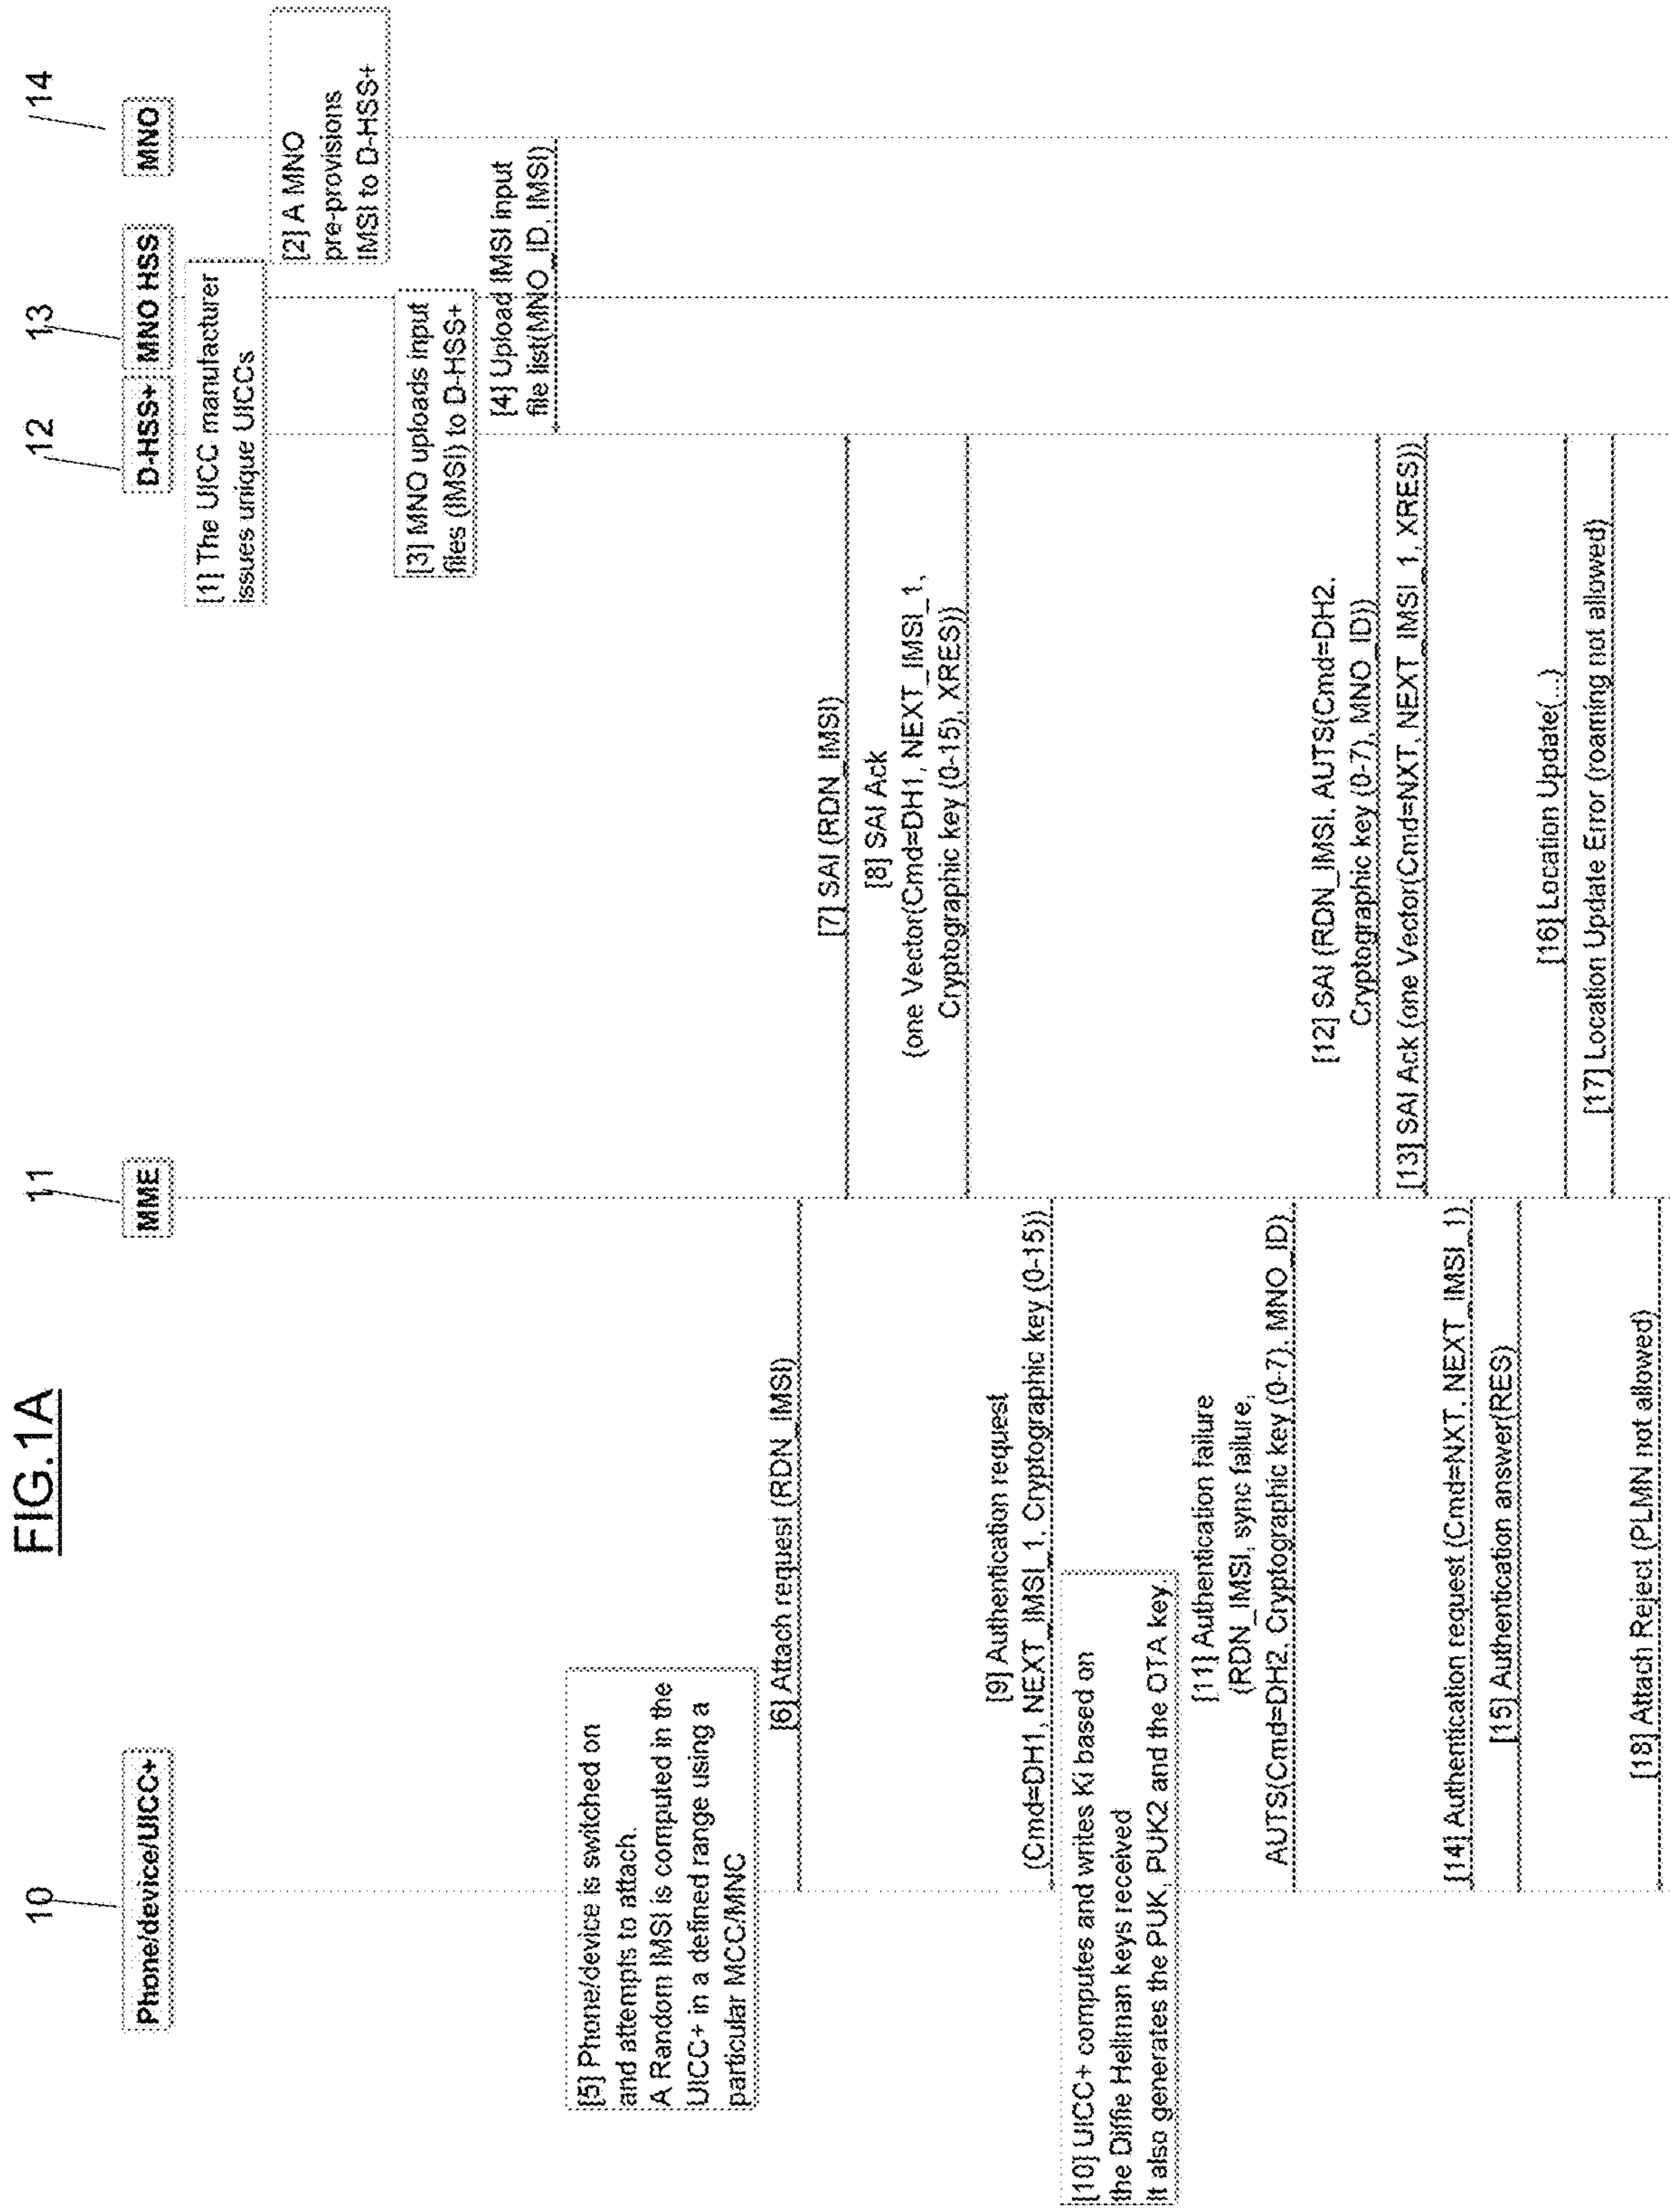 FIG.1A
10
11
12
13
14
Phone/device/UICC+
MME
D-HSS+
MNO HSS
MNO
[1] The UICC manufacturer
issues unique UICCs
[2] A MNO
pre-provisions
IMSI to D-HSS+
[3] MNO uploads input
files (IMSI) to D-HSS+
[4] Upload IMSI input
file list(MNO_ID, IMSI)
[5] Phone/device is switched on
and attempts to attach.
A Random IMSI is computed in the
UICC+ in a defined range using a
particular MCC/MNC
[6] Attach request (RDN_IMSI)
[7] SAI (RDN_IMSI)
[8] SAI Ack
(one Vector(Cmd=DH1, NEXT_IMSI_1,
Cryptographic key (0-15), XRES))
[9] Authentication request
(Cmd=DH1, NEXT_IMSI_1, Cryptographic key (0-15))
[10] UICC+ computes and writes Ki based on
the Diffie Hellman keys received
It also generates the PUK, PUK2 and the OTA key.
[11] Authentication failure
(RDN_IMSI, sync failure,
AUTS(Cmd=DH2, Cryptographic key (0-7), MNO_ID)
[12] SAI (RDN_IMSI, AUTS(Cmd=DH2,
Cryptographic key (0-7), MNO_ID))
[13] SAI Ack (one Vector(Cmd=NXT, NEXT_IMSI_1, XRES))
[14] Authentication request (Cmd=NXT, NEXT_IMSI_1)
[15] Authentication answer(RES)
[16] Location Update(...)
[17] Location Update Error (roaming not allowed)
[18] Attach Reject (PLMN not allowed)